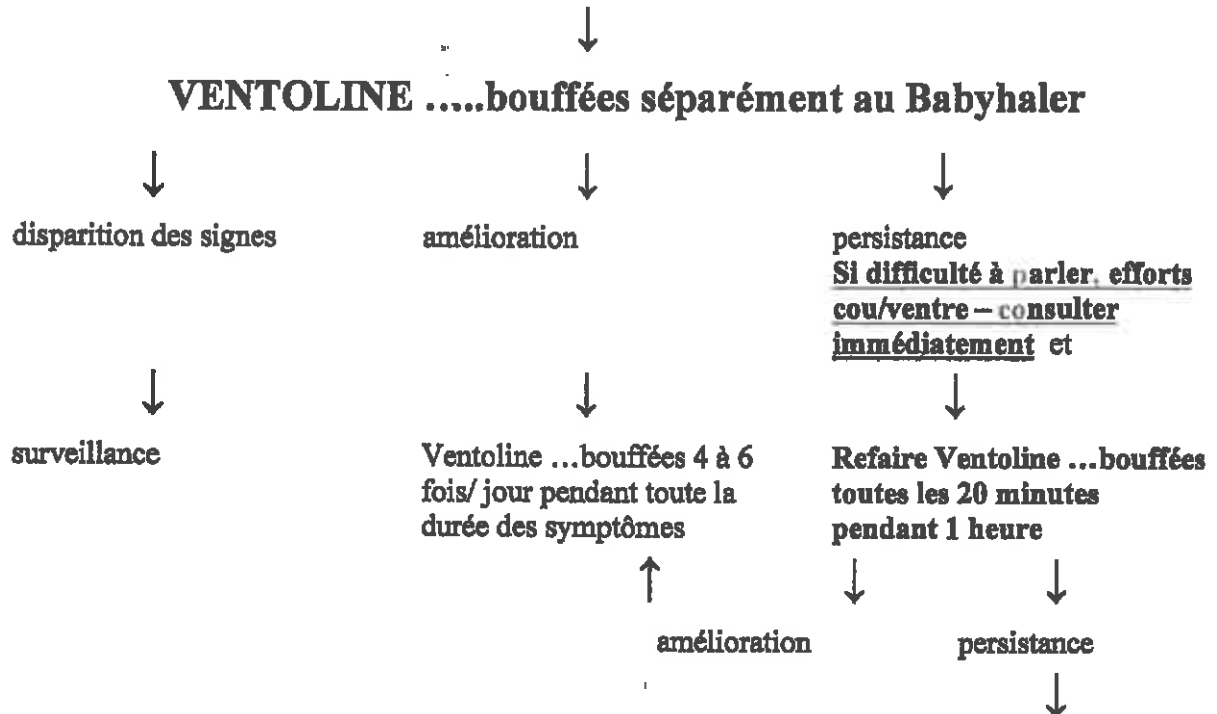 VENTOLINE .....bouffées séparément au Babyhaler
disparition des signes
amélioration
persistance
Si difficulté à parler, efforts
cou/ventre – consulter
immédiatement et
surveillance
Ventoline ...bouffées 4 à 6
fois/ jour pendant toute la
durée des symptômes
Refaire Ventoline ...bouffées
toutes les 20 minutes
pendant 1 heure
amélioration
persistance